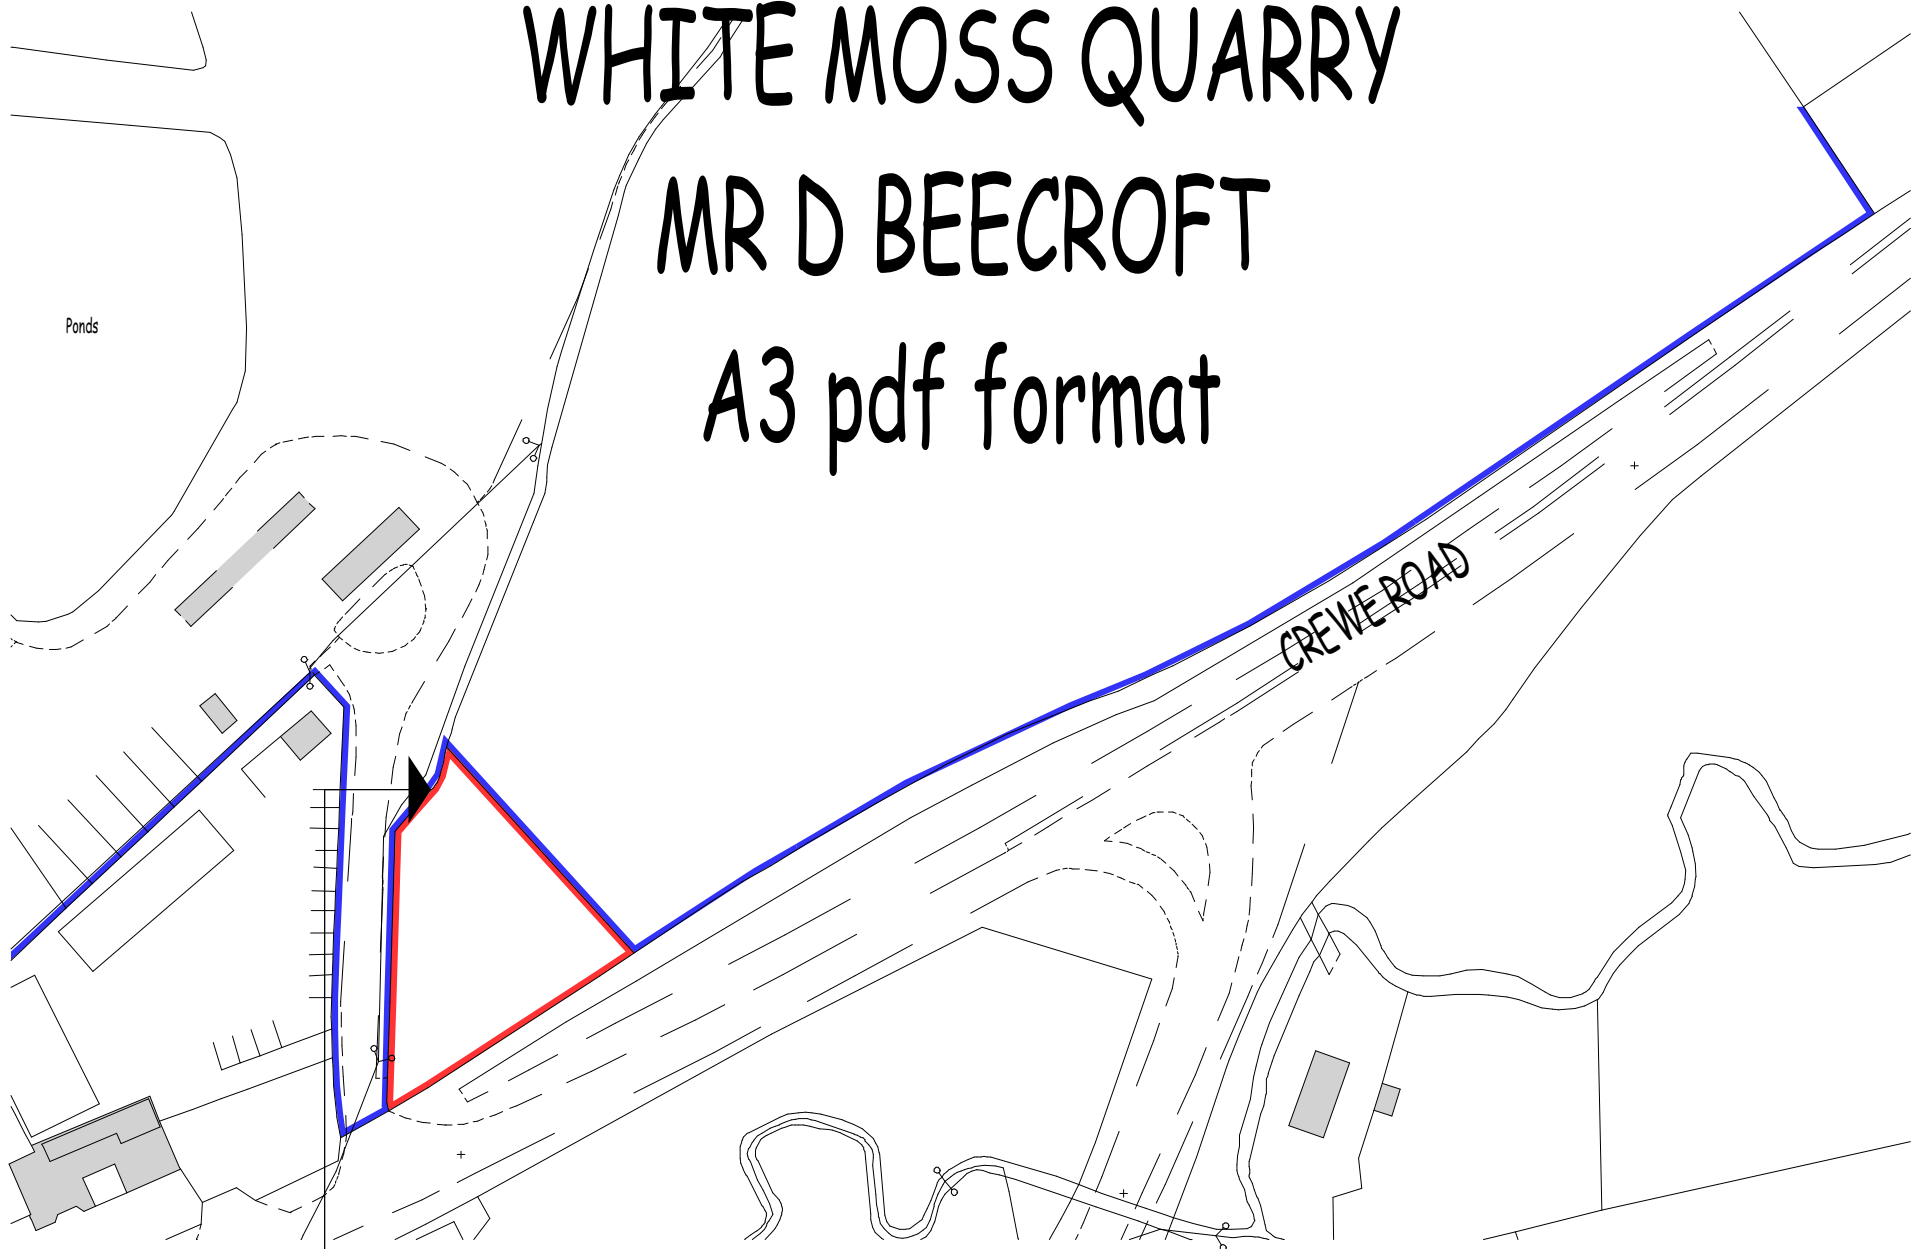 WHITE MOSS QUARRY
MR D BEECROFT
A3 pdf format
Ponds
CREWE ROAD